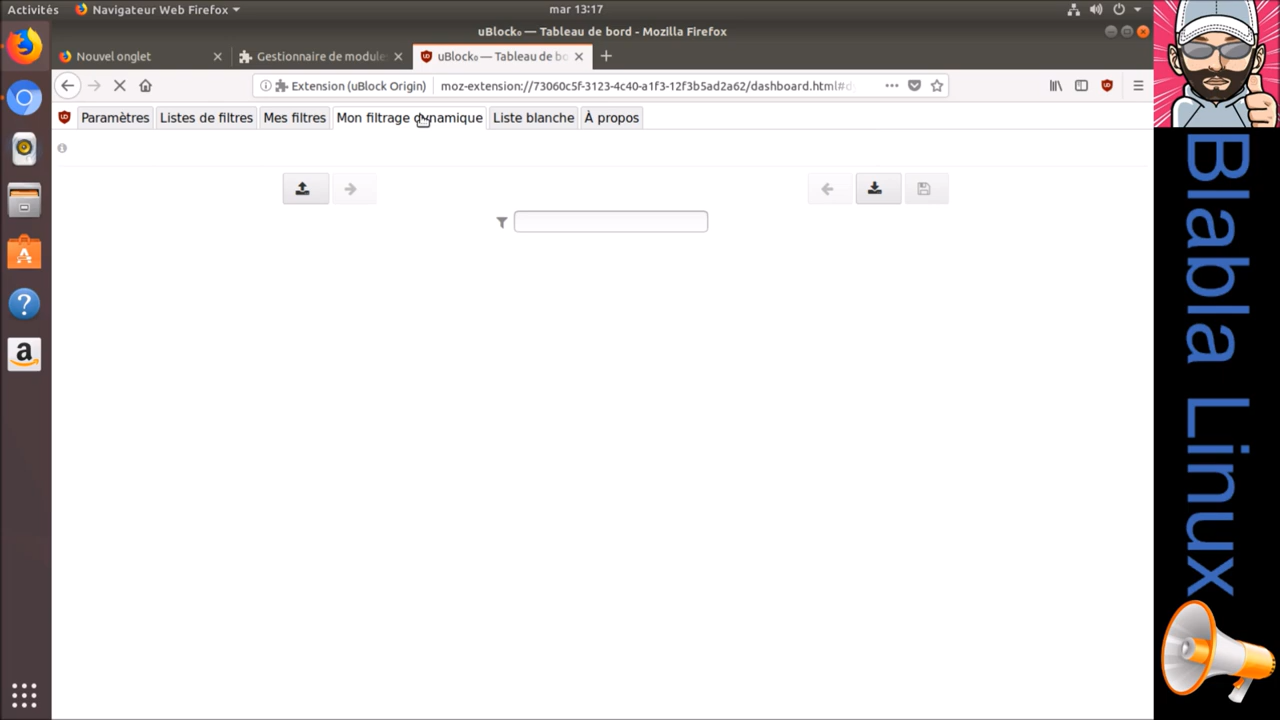 Activités
Navigateur Web Firefox
mar 13:17
uBlock₀ — Tableau de bord - Mozilla Firefox
Nouvel onglet
Gestionnaire de module
uBlock₀ — Tableau de bo
Extension (uBlock Origin)
moz-extension://73060c5f-3123-4c40-a1f3-12f3b5ad2a62/dashboard.html#d
Paramètres
Listes de filtres
Mes filtres
Mon filtrage dynamique
Liste blanche
À propos
Blabla Linux